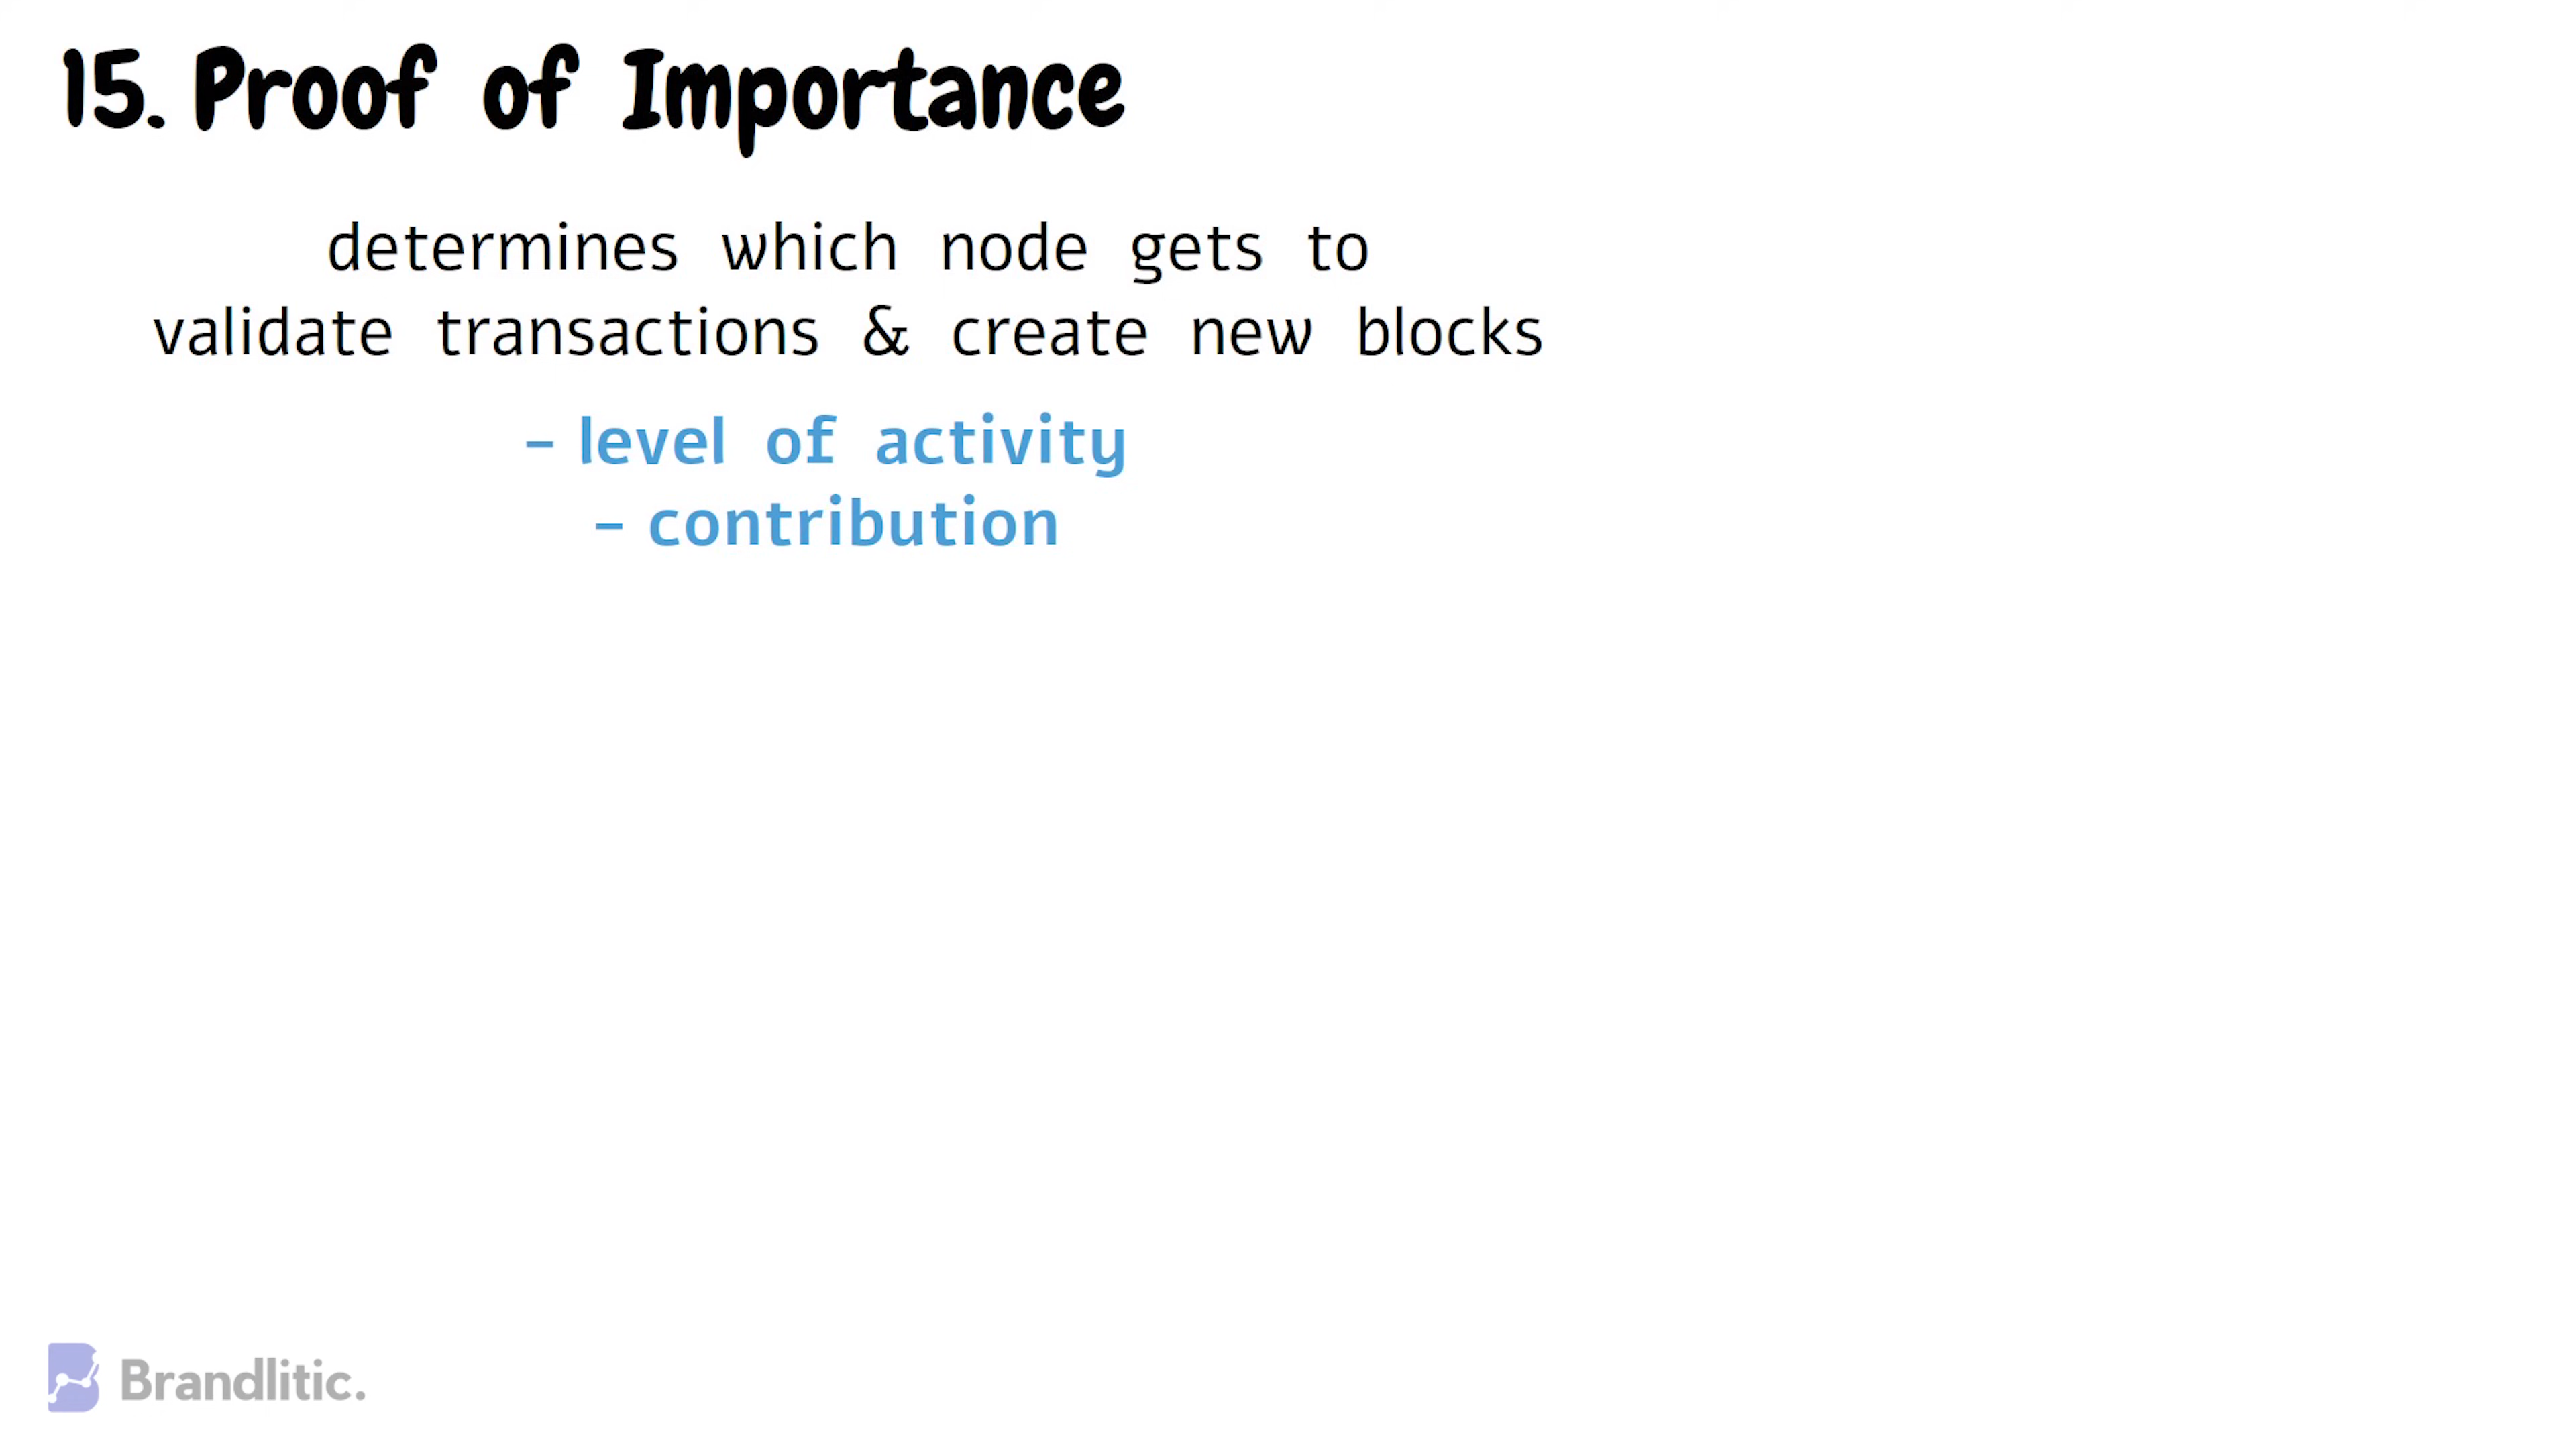 15. Proof of Importance
determines which node gets to
validate transactions & create new blocks
- level of activity
- contribution
Brandlitic.